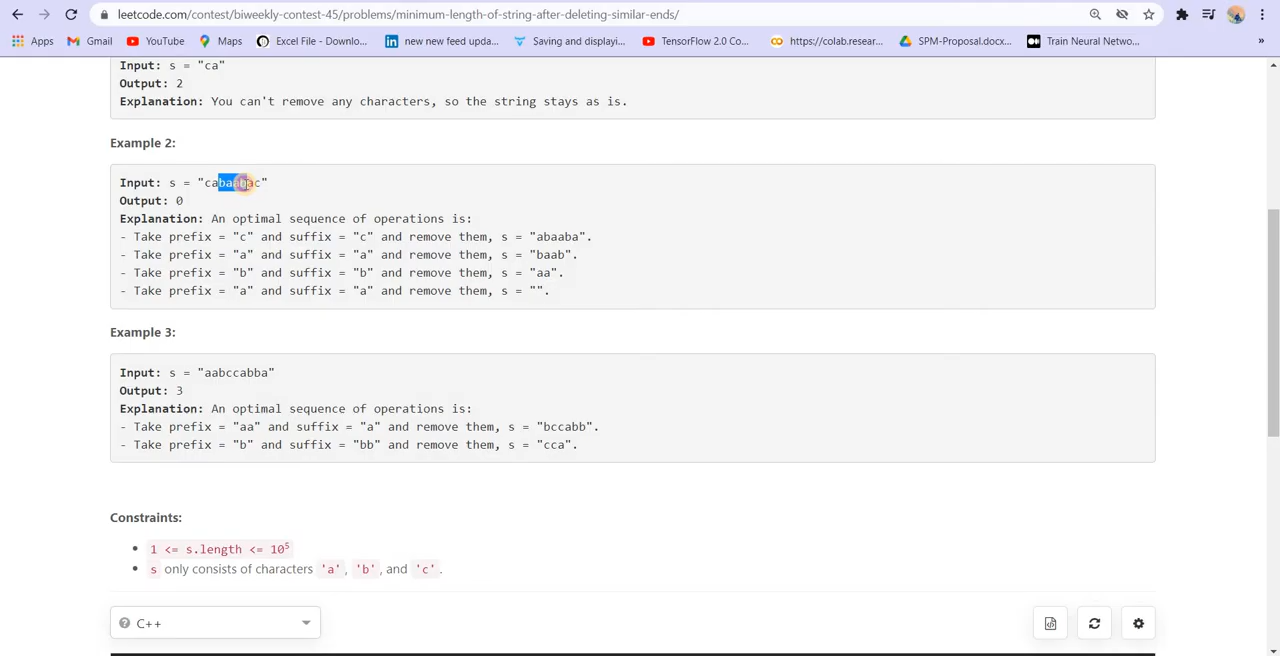 leetcode.com/contest/biweekly-contest-45/problems/minimum-length-of-string-after-deleting-similar-ends/
Apps Gmail YouTube Maps Excel File - Downlo... new new feed upda... Saving and displayi... TensorFlow 2.0 Co... https://colab.resear... SPM-Proposal.docx... Train Neural Networ... »
Input: s = "ca"
Output: 2
Explanation: You can't remove any characters, so the string stays as is.
Example 2:
Input: s = "cabaabac"
Output: 0
Explanation: An optimal sequence of operations is:
- Take prefix = "c" and suffix = "c" and remove them, s = "abaaba".
- Take prefix = "a" and suffix = "a" and remove them, s = "baab".
- Take prefix = "b" and suffix = "b" and remove them, s = "aa".
- Take prefix = "a" and suffix = "a" and remove them, s = "".
Example 3:
Input: s = "aabccabba"
Output: 3
Explanation: An optimal sequence of operations is:
- Take prefix = "aa" and suffix = "a" and remove them, s = "bccabb".
- Take prefix = "b" and suffix = "bb" and remove them, s = "cca".
Constraints:
• 1 <= s.length <= 10⁵
• s only consists of characters 'a', 'b', and 'c'.
C++